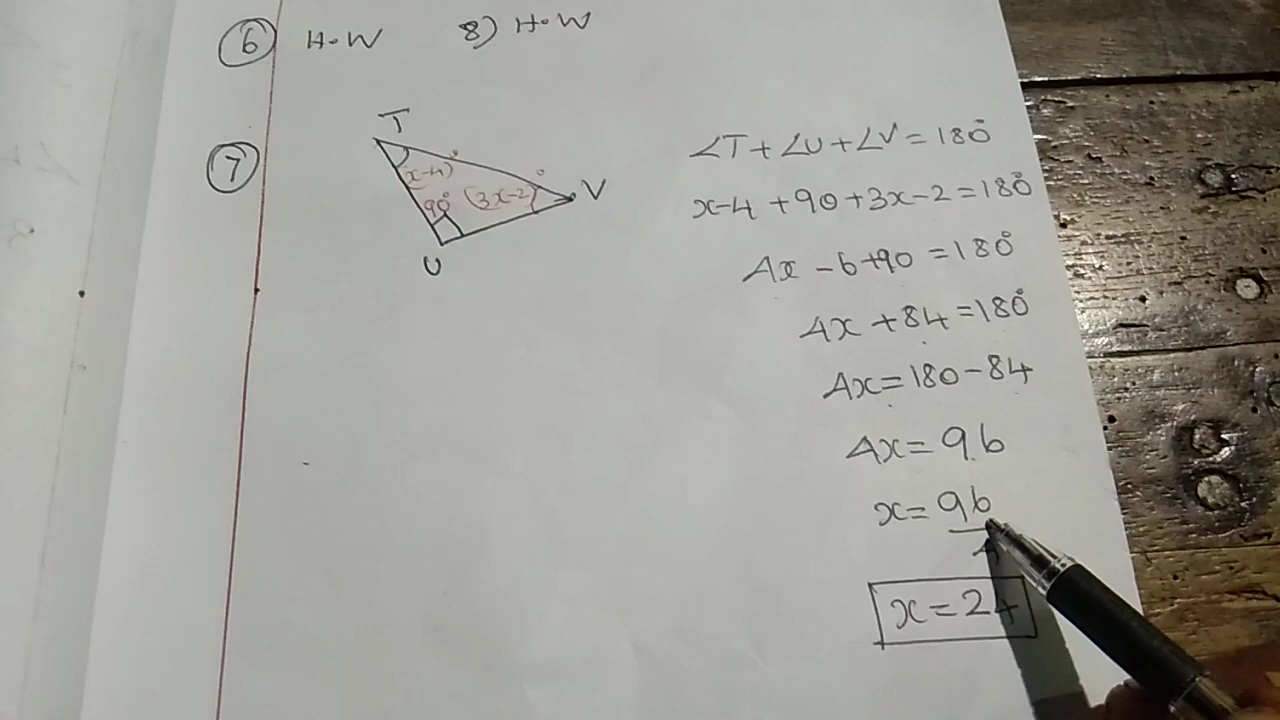 6 H.W 8) H.W
7
T
(x-4)°
90° (3x-2)°
V
U
∠T+∠U+∠V=180°
x-4+90+3x-2=180°
4x-6+90=180°
4x+84=180°
4x=180-84
4x=96
x=96
4
x=24